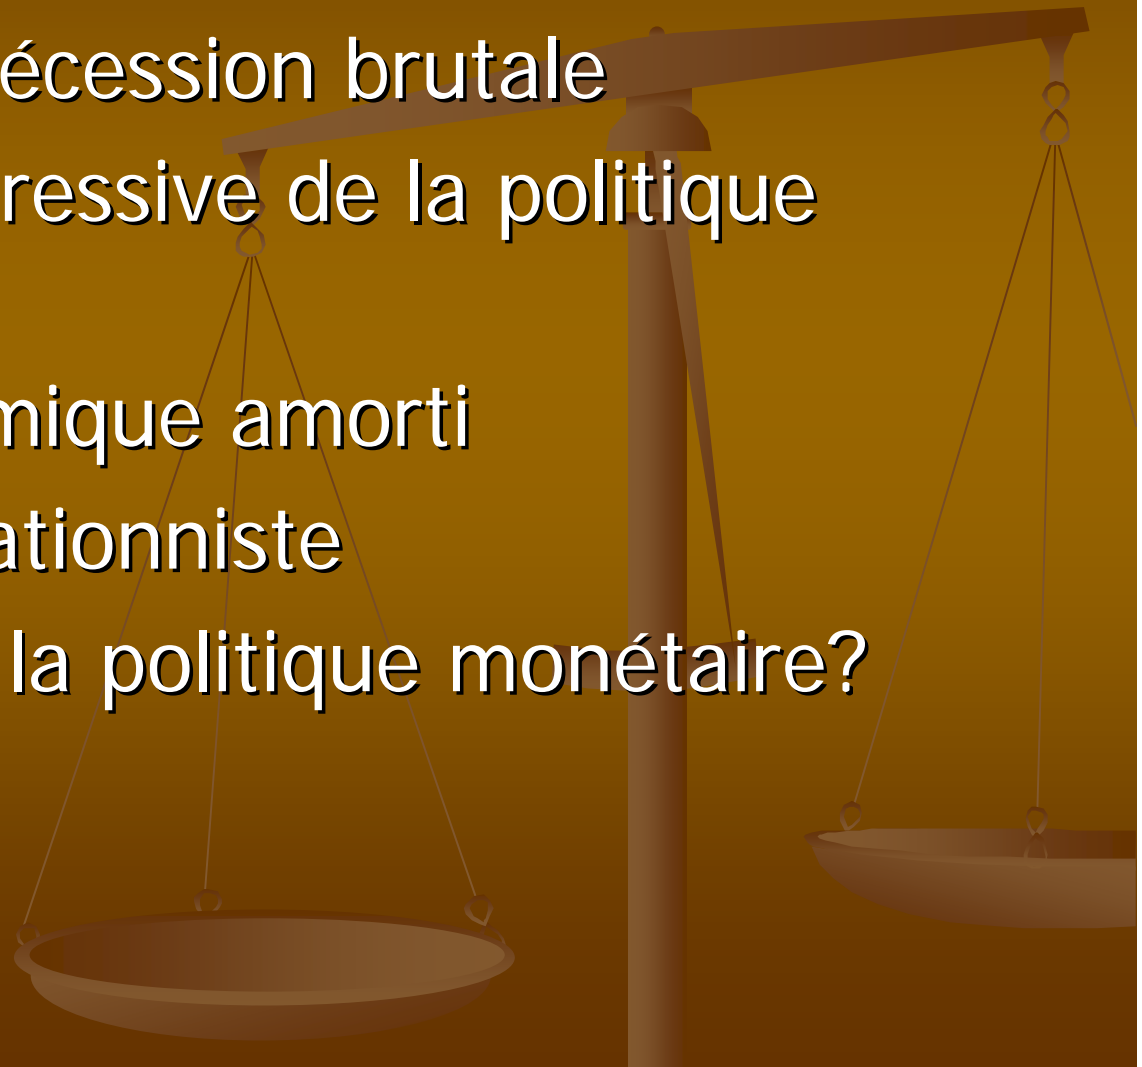 écession brutale
ressive de la politique
mique amorti
ationniste
la politique monétaire?